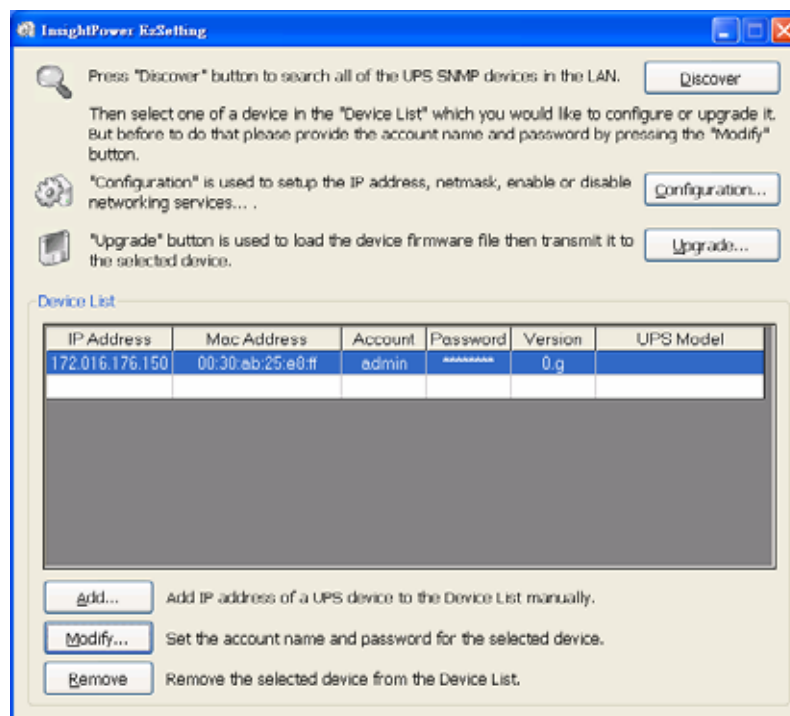 InsightPower EzSetting
Press "Discover" button to search all of the UPS SNMP devices in the LAN.
Discover
Then select one of a device in the "Device List" which you would like to configure or upgrade it.
But before to do that please provide the account name and password by pressing the "Modify"
button.
"Configuration" is used to setup the IP address, netmask, enable or disable
networking services... .
Configuration...
"Upgrade" button is used to load the device firmware file then transmit it to
the selected device.
Upgrade...
Device List
IP Address Mac Address Account Password Version UPS Model
172.016.176.150 00:30:ab:25:e8:ff admin ******** 0.g
Add... Add IP address of a UPS device to the Device List manually.
Modify... Set the account name and password for the selected device.
Remove Remove the selected device from the Device List.